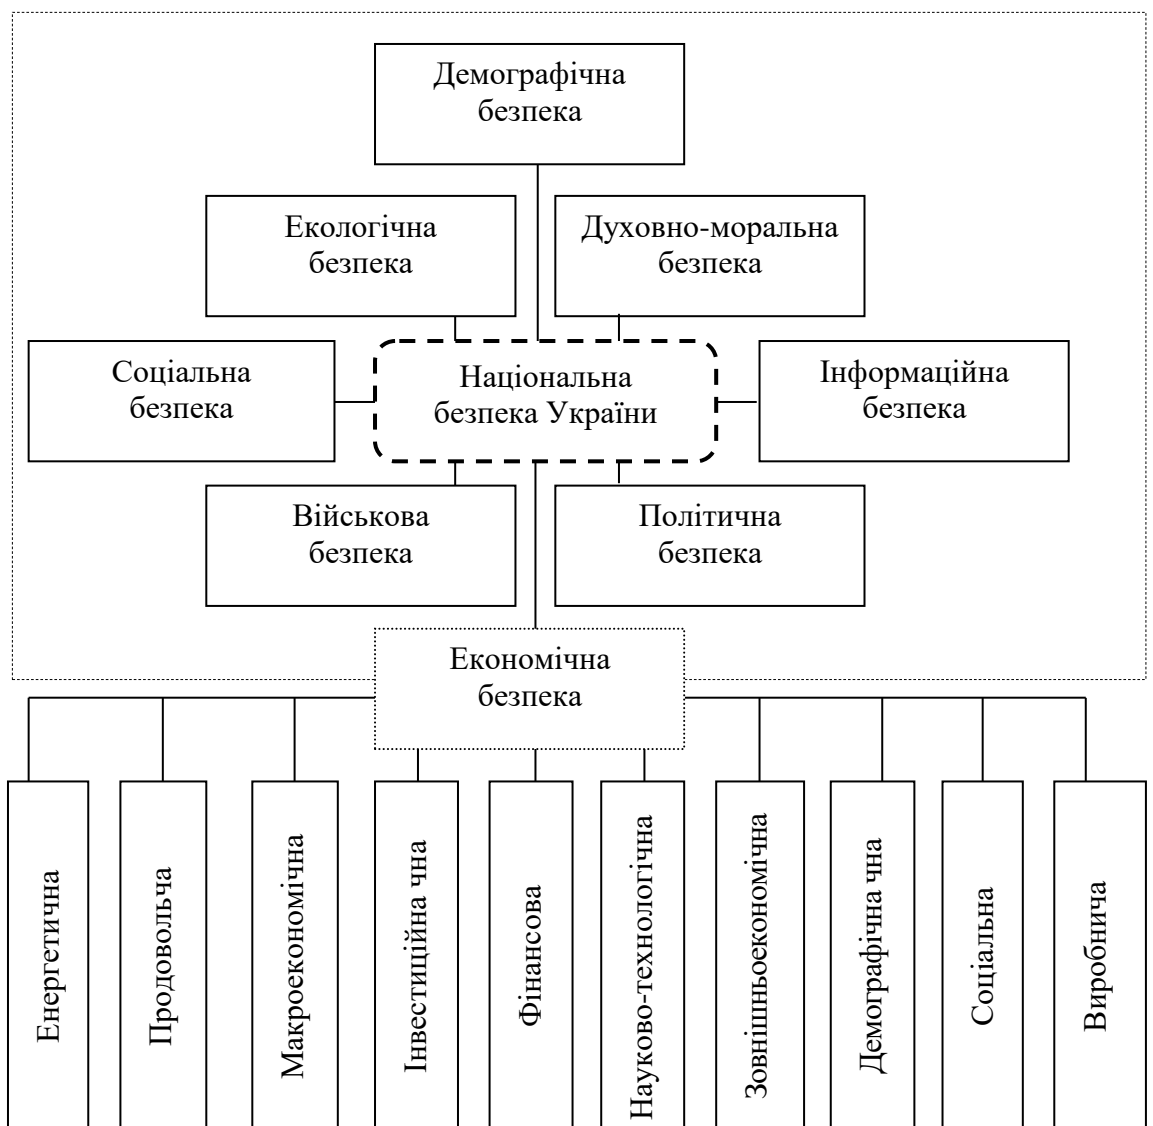 Демографічна
безпека
Екологічна
безпека
Духовно-моральна
безпека
Соціальна
безпека
Національна
безпека України
Інформаційна
безпека
Військова
безпека
Політична
безпека
Економічна
безпека
Енергетична
Продовольча
Макроекономічна
Інвестиційна чна
Фінансова
Науково-технологічна
Зовнішньоекономічна
Демографічна чна
Соціальна
Виробнича